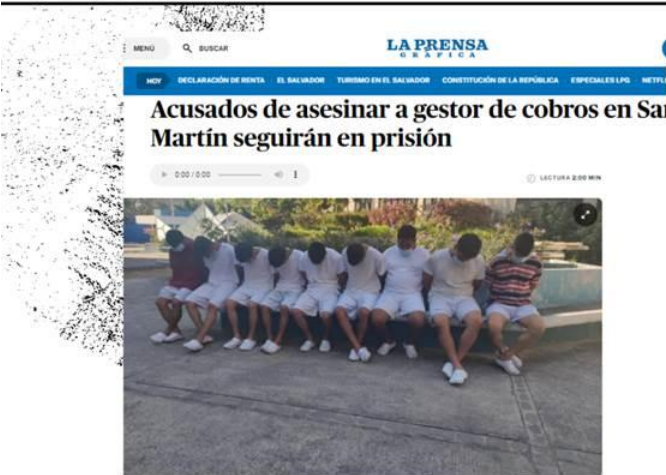 MENÚ
BUSCAR
LA PRENSA
GRÁFICA
HOY DECLARACIÓN DE RENTA EL SALVADOR TURISMO EN EL SALVADOR CONSTITUCIÓN DE LA REPÚBLICA ESPECIALES LPG NETFL
Acusados de asesinar a gestor de cobros en Sa
Martín seguirán en prisión
0:00 / 0:00
LECTURA 2:00 MIN